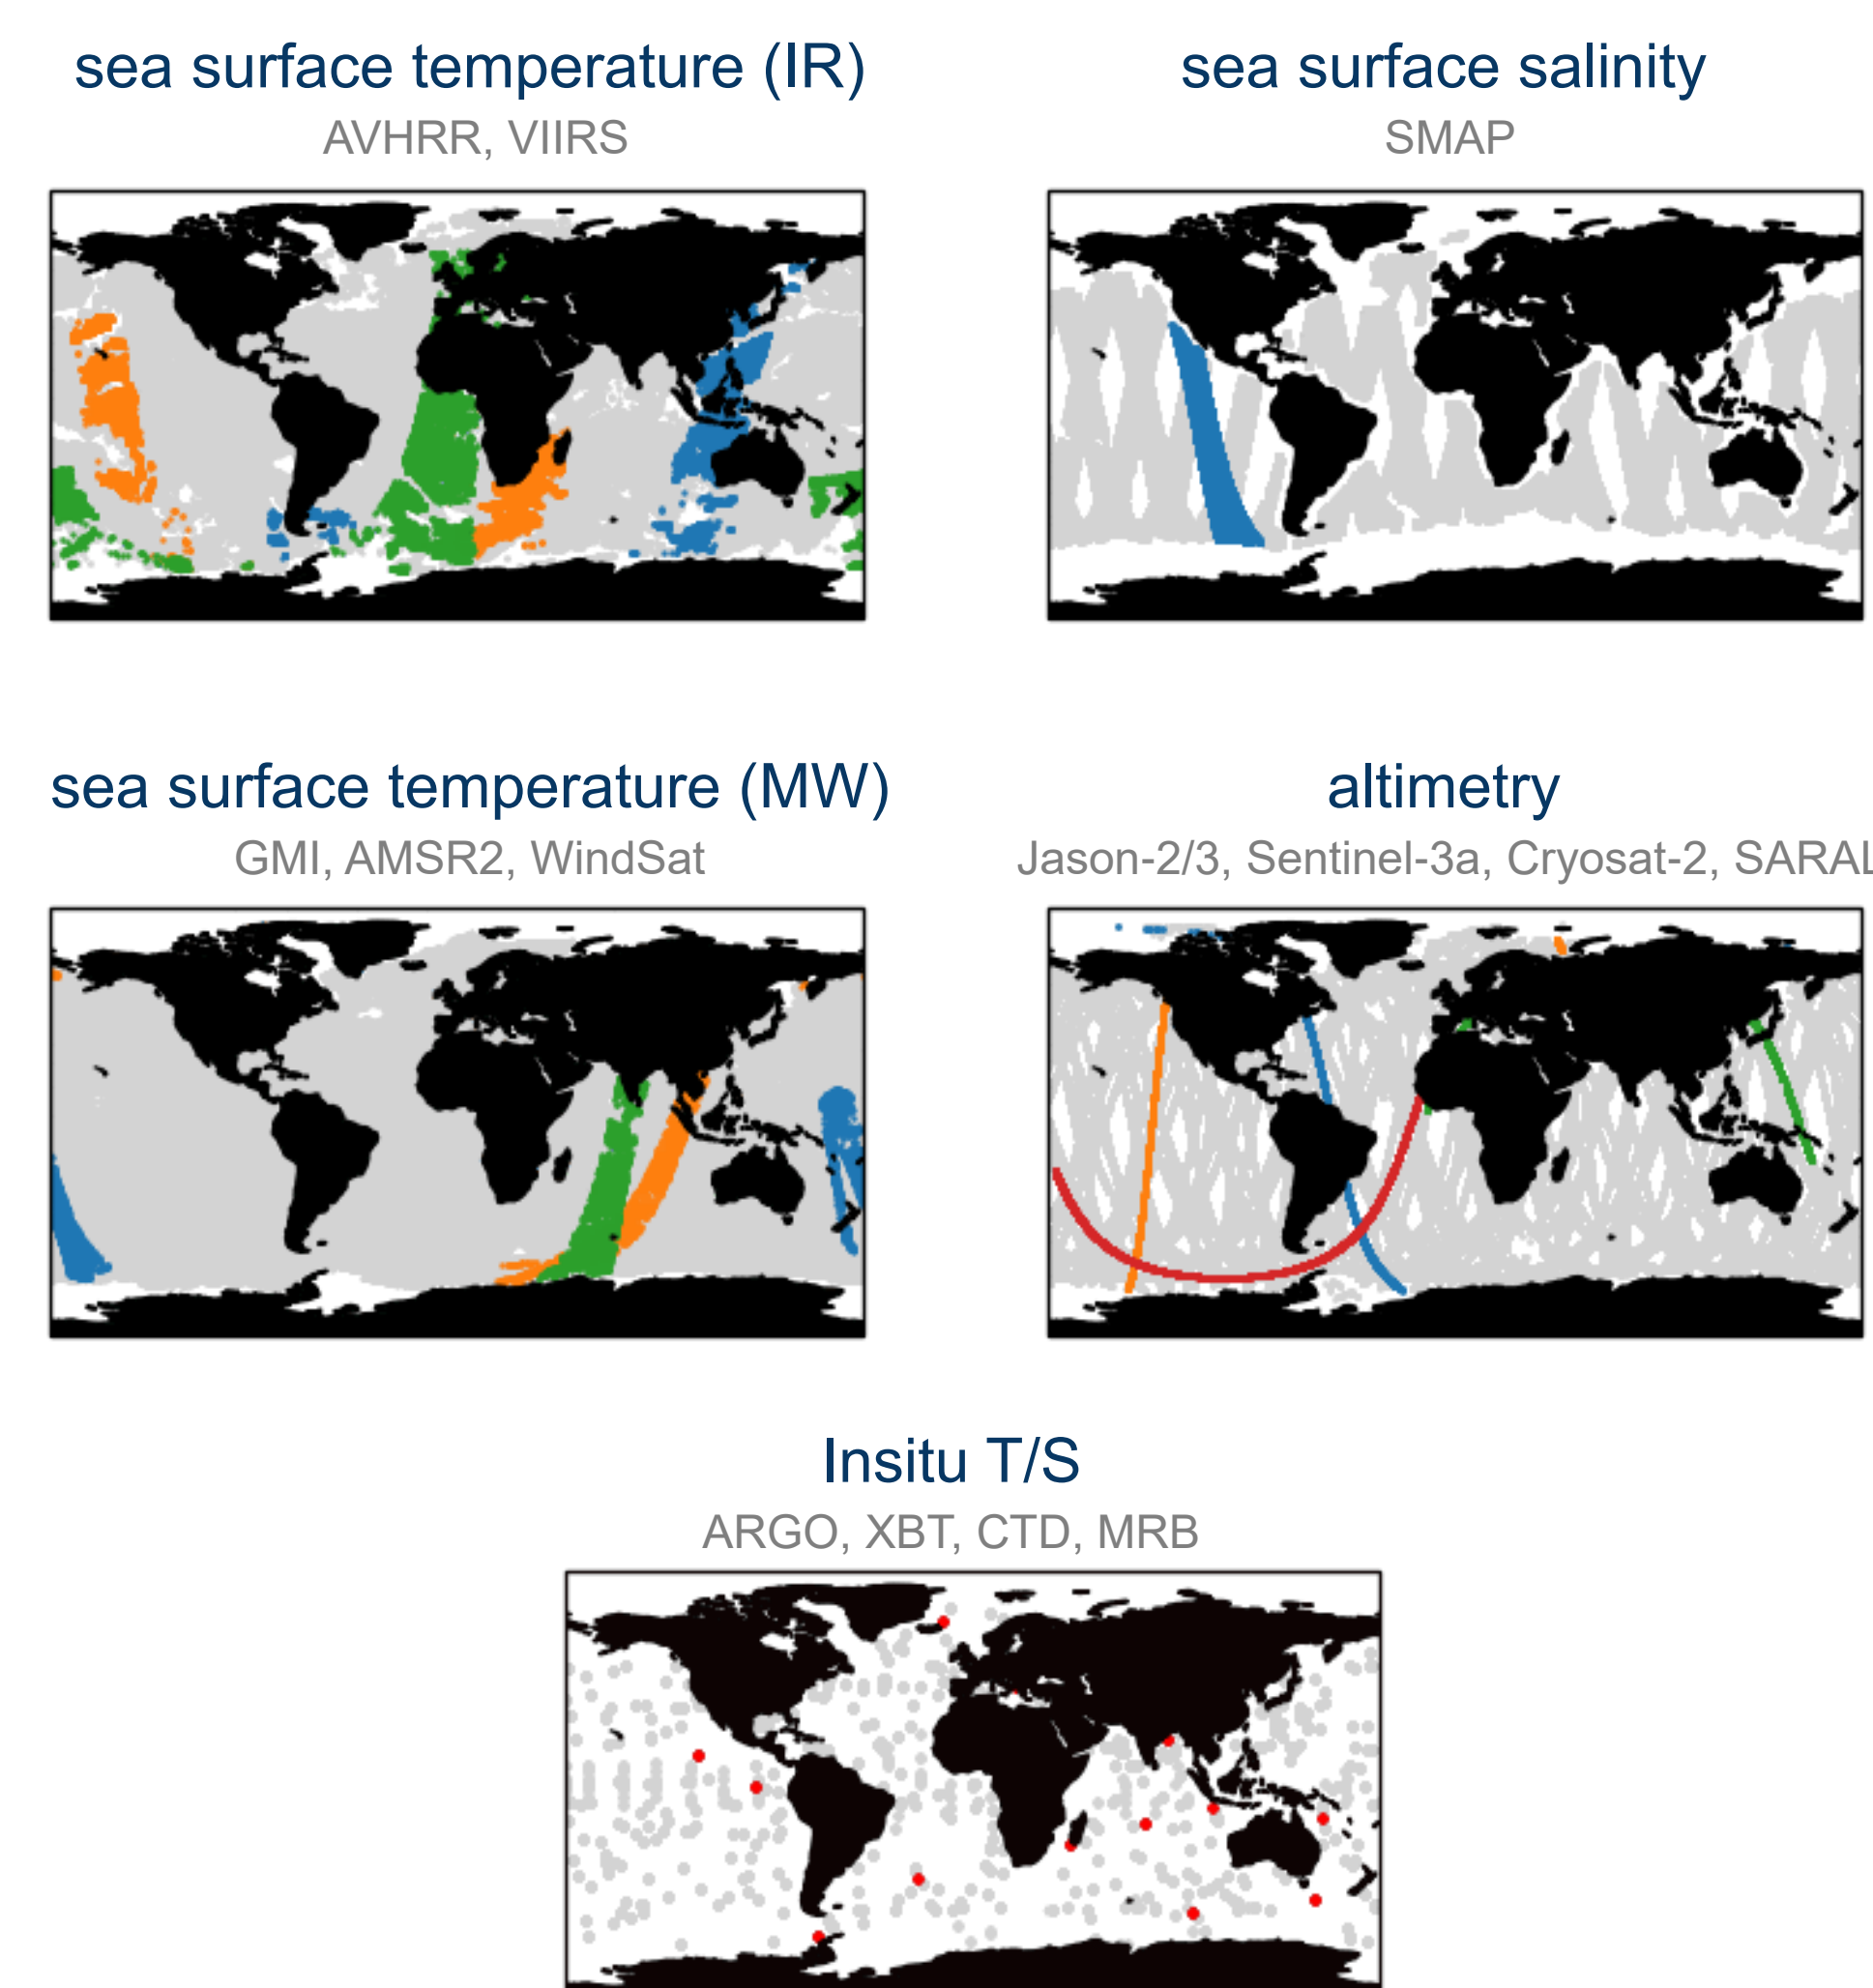 sea surface temperature (IR)
AVHRR, VIIRS
sea surface salinity
SMAP
sea surface temperature (MW)
GMI, AMSR2, WindSat
altimetry
Jason-2/3, Sentinel-3a, Cryosat-2, SARAL
Insitu T/S
ARGO, XBT, CTD, MRB